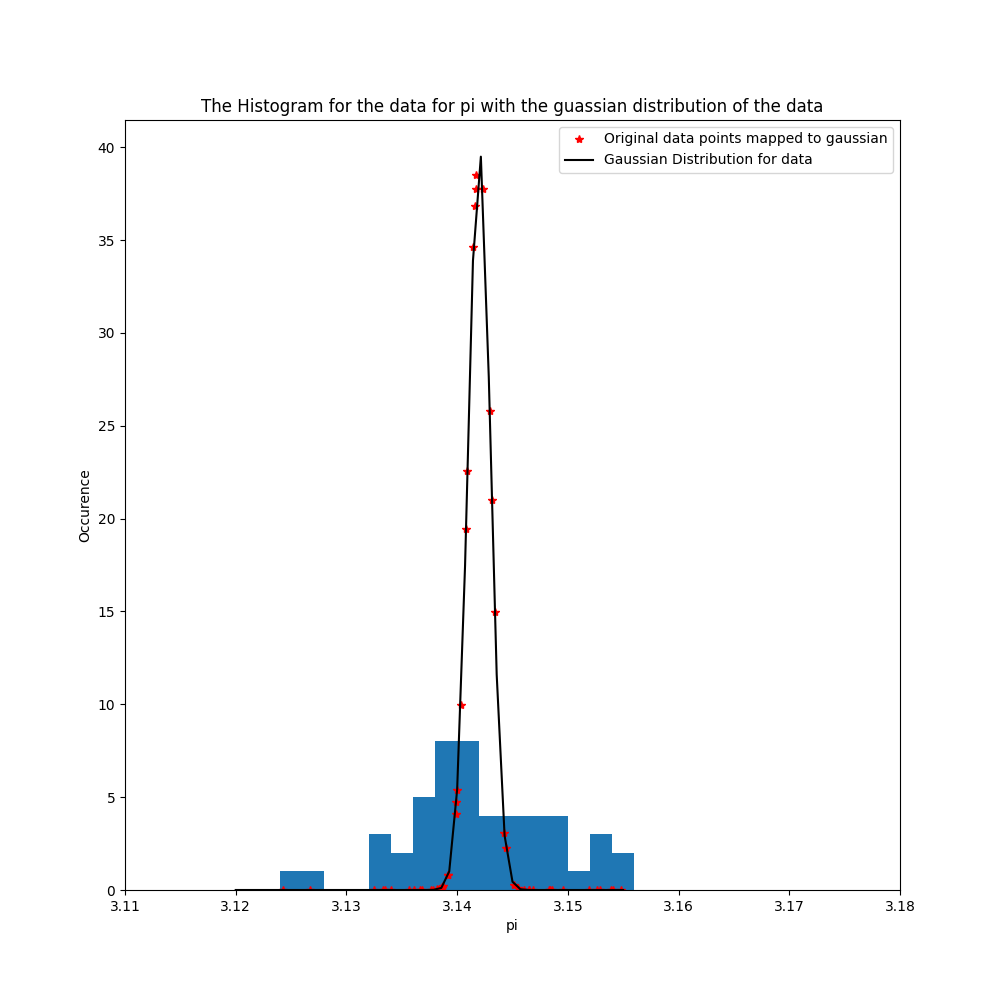 The Histogram for the data for pi with the guassian distribution of the data
Original data points mapped to gaussian
Gaussian Distribution for data
40
35
30
25
20
15
10
5
0
Occurence
3.11 3.12 3.13 3.14 3.15 3.16 3.17 3.18
pi